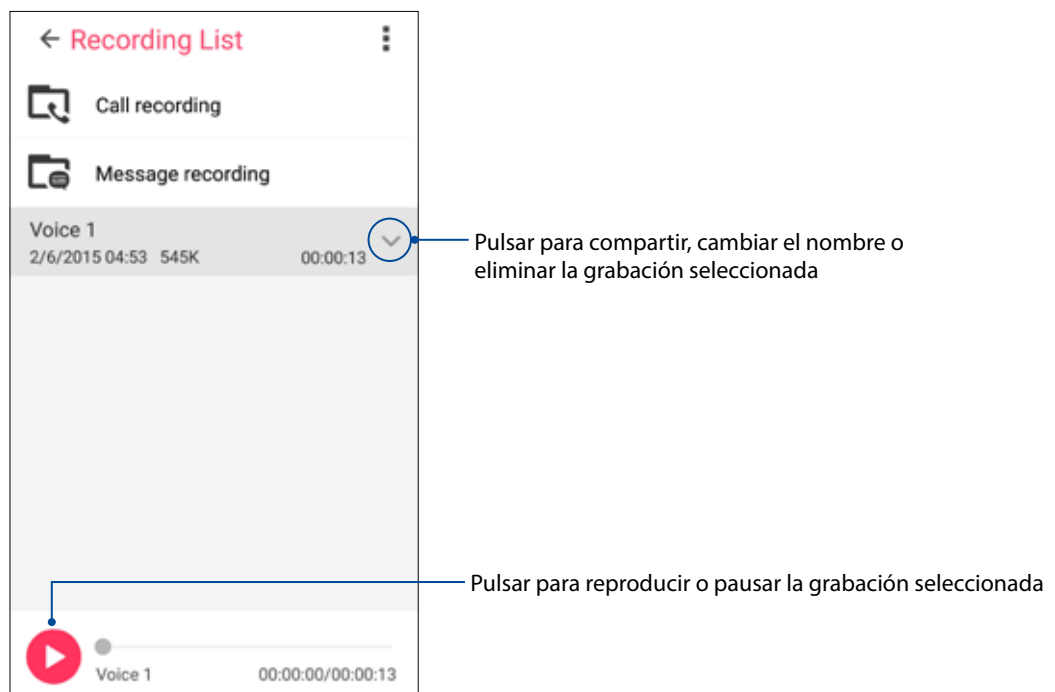 Recording List
Call recording
Message recording
Voice 1
2/6/2015 04:53 545K 00:00:13
Pulsar para compartir, cambiar el nombre o
eliminar la grabación seleccionada
Pulsar para reproducir o pausar la grabación seleccionada
Voice 1 00:00:00/00:00:13